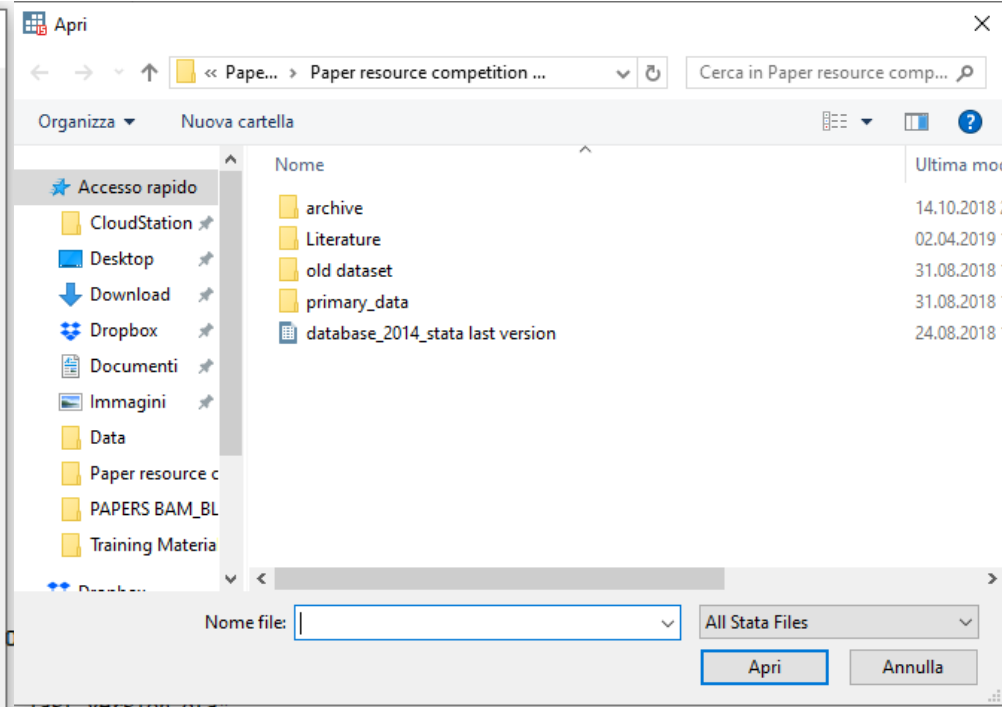 Apri
« Pape... › Paper resource competition ...
Cerca in Paper resource comp...
Organizza
Nuova cartella
Nome
Ultima mod
Accesso rapido
CloudStation
Desktop
Download
Dropbox
Documenti
Immagini
Data
Paper resource c
PAPERS BAM_BL
Training Materia
archive 14.10.2018
Literature 02.04.2019
old dataset 31.08.2018
primary_data 31.08.2018
database_2014_stata last version 24.08.2018
Nome file:
All Stata Files
Apri
Annulla